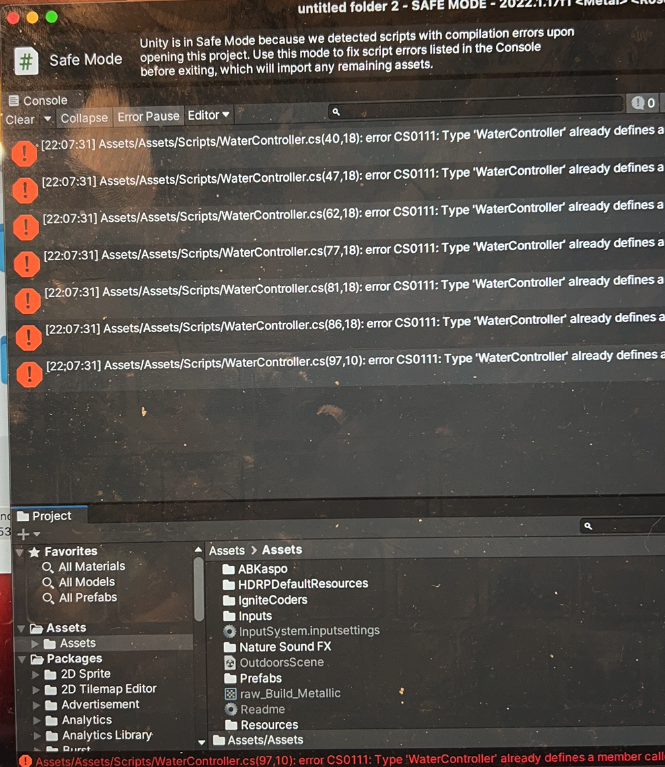 untitled folder 2 - SAFE MODE - 2022.1.17f1 <Metal>
Safe Mode
Unity is in Safe Mode because we detected scripts with compilation errors upon
opening this project. Use this mode to fix script errors listed in the Console
before exiting, which will import any remaining assets.
Console
Clear Collapse Error Pause Editor 0
[22:07:31] Assets/Assets/Scripts/WaterController.cs(40,18): error CS0111: Type 'WaterController' already defines a
[22:07:31] Assets/Assets/Scripts/WaterController.cs(47,18): error CS0111: Type 'WaterController' already defines a
[22:07:31] Assets/Assets/Scripts/WaterController.cs(62,18): error CS0111: Type 'WaterController' already defines a
[22:07:31] Assets/Assets/Scripts/WaterController.cs(77,18): error CS0111: Type 'WaterController' already defines a
[22:07:31] Assets/Assets/Scripts/WaterController.cs(81,18): error CS0111: Type 'WaterController' already defines a
[22:07:31] Assets/Assets/Scripts/WaterController.cs(86,18): error CS0111: Type 'WaterController' already defines a
[22:07:31] Assets/Assets/Scripts/WaterController.cs(97,10): error CS0111: Type 'WaterController' already defines a
Project
53
Favorites
All Materials
All Models
All Prefabs
Assets
Assets
Packages
2D Sprite
2D Tilemap Editor
Advertisement
Analytics
Analytics Library
Burst
Assets > Assets
ABKaspo
HDRPDefaultResources
IgniteCoders
Inputs
InputSystem.inputsettings
Nature Sound FX
OutdoorsScene
Prefabs
raw_Build_Metallic
Readme
Resources
Assets/Assets
Assets/Assets/Scripts/WaterController.cs(97,10): error CS0111: Type 'WaterController' already defines a member call